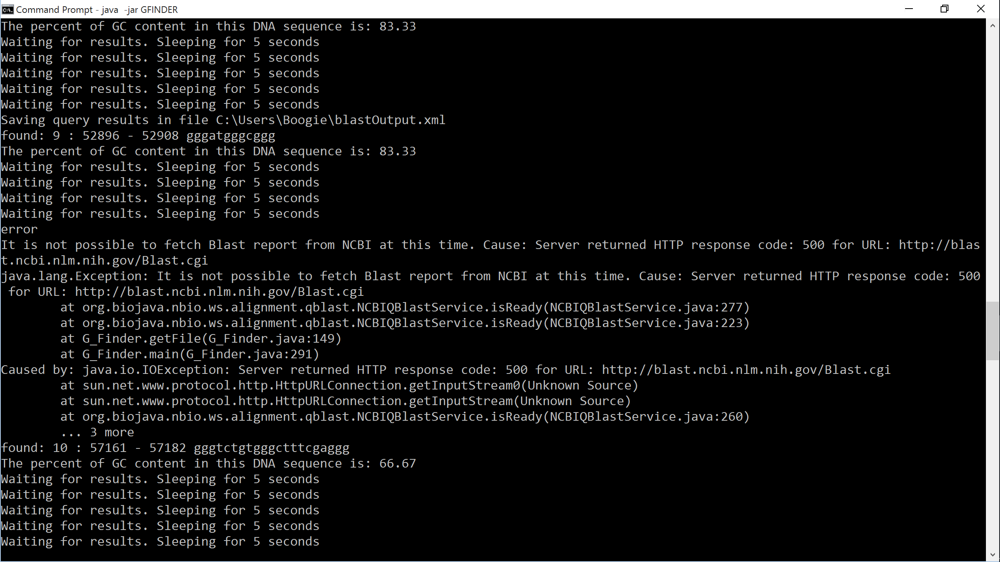 Command Prompt - java  -jar GFINDER
The percent of GC content in this DNA sequence is: 83.33
Waiting for results. Sleeping for 5 seconds
Waiting for results. Sleeping for 5 seconds
Waiting for results. Sleeping for 5 seconds
Waiting for results. Sleeping for 5 seconds
Waiting for results. Sleeping for 5 seconds
Saving query results in file C:\Users\Boogie\blastOutput.xml
found: 9 : 52896 - 52908 gggatgggcggg
The percent of GC content in this DNA sequence is: 83.33
Waiting for results. Sleeping for 5 seconds
Waiting for results. Sleeping for 5 seconds
Waiting for results. Sleeping for 5 seconds
Waiting for results. Sleeping for 5 seconds
error
It is not possible to fetch Blast report from NCBI at this time. Cause: Server returned HTTP response code: 500 for URL: http://blas
t.ncbi.nlm.nih.gov/Blast.cgi
java.lang.Exception: It is not possible to fetch Blast report from NCBI at this time. Cause: Server returned HTTP response code: 500
 for URL: http://blast.ncbi.nlm.nih.gov/Blast.cgi
        at org.biojava.nbio.ws.alignment.qblast.NCBIQBlastService.isReady(NCBIQBlastService.java:277)
        at org.biojava.nbio.ws.alignment.qblast.NCBIQBlastService.isReady(NCBIQBlastService.java:223)
        at G_Finder.getFile(G_Finder.java:149)
        at G_Finder.main(G_Finder.java:291)
Caused by: java.io.IOException: Server returned HTTP response code: 500 for URL: http://blast.ncbi.nlm.nih.gov/Blast.cgi
        at sun.net.www.protocol.http.HttpURLConnection.getInputStream0(Unknown Source)
        at sun.net.www.protocol.http.HttpURLConnection.getInputStream(Unknown Source)
        at org.biojava.nbio.ws.alignment.qblast.NCBIQBlastService.isReady(NCBIQBlastService.java:260)
        ... 3 more
found: 10 : 57161 - 57182 gggtctgtgggctttcgaggg
The percent of GC content in this DNA sequence is: 66.67
Waiting for results. Sleeping for 5 seconds
Waiting for results. Sleeping for 5 seconds
Waiting for results. Sleeping for 5 seconds
Waiting for results. Sleeping for 5 seconds
Waiting for results. Sleeping for 5 seconds